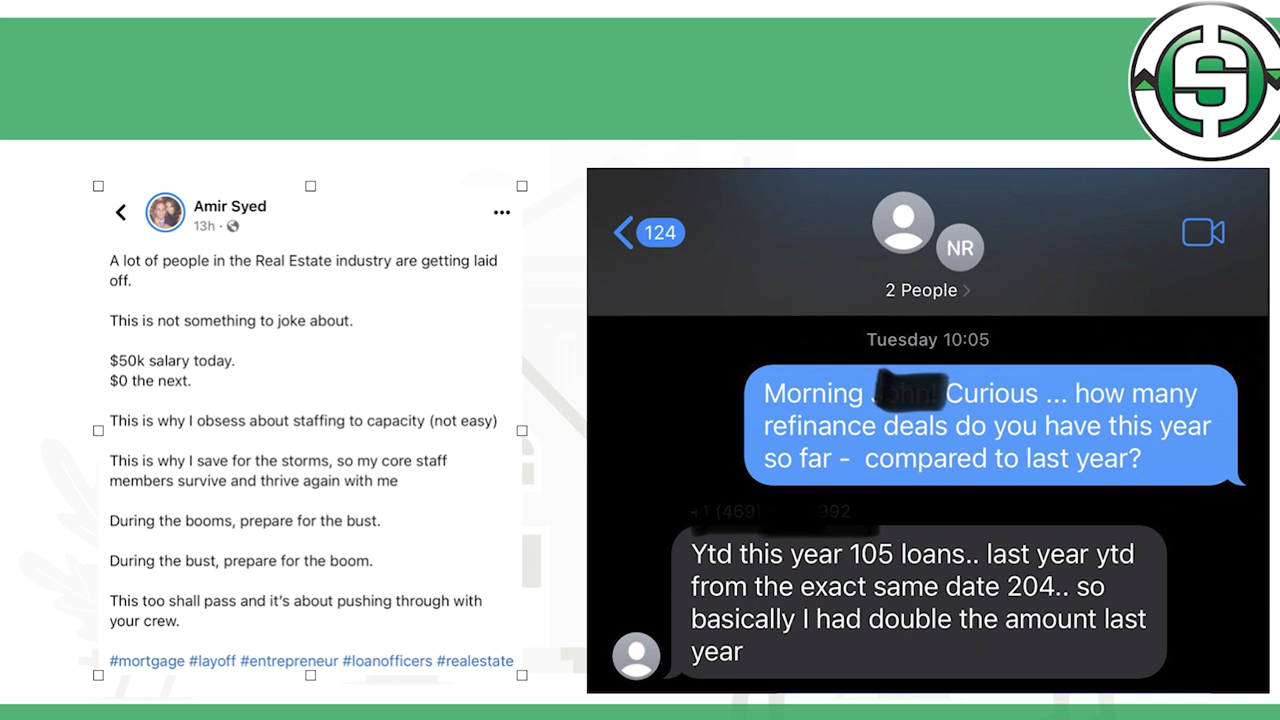 Amir Syed
13h
A lot of people in the Real Estate industry are getting laid
off.
This is not something to joke about.
$50k salary today.
$0 the next.
This is why I obsess about staffing to capacity (not easy)
This is why I save for the storms, so my core staff
members survive and thrive again with me
During the booms, prepare for the bust.
During the bust, prepare for the boom.
This too shall pass and it's about pushing through with
your crew.
#mortgage #layoff #entrepreneur #loanofficers #realestate
124
NR
2 People
Tuesday 10:05
Morning Curious ... how many
refinance deals do you have this year
so far - compared to last year?
Ytd this year 105 loans.. last year ytd
from the exact same date 204.. so
basically I had double the amount last
year
S